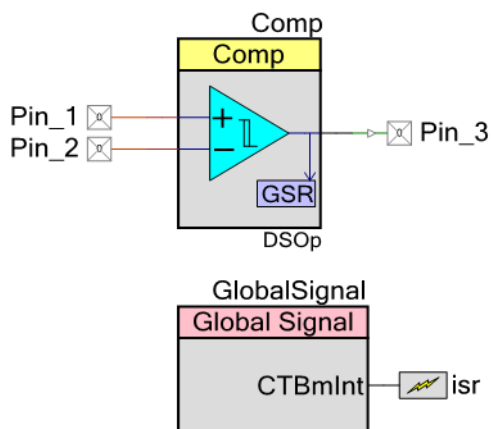 Comp
Comp
Pin_1
Pin_2
Pin_3
GSR
DSOp
GlobalSignal
Global Signal
CTBmInt
isr